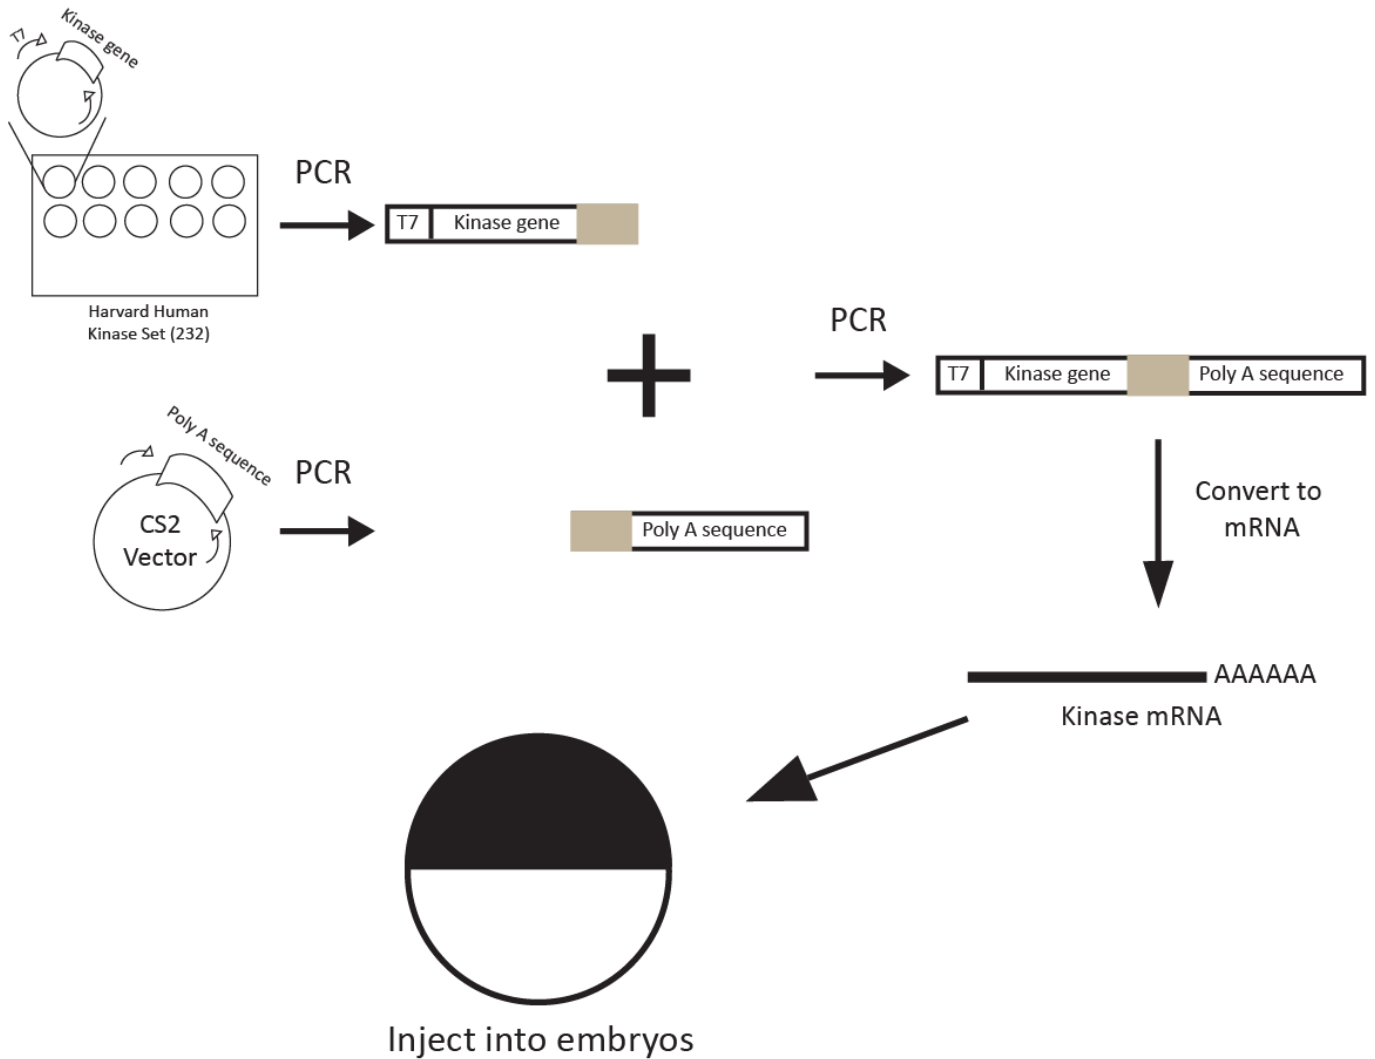 T7
Kinase gene
PCR
T7
Kinase gene
Harvard Human
Kinase Set (232)
PCR
T7
Kinase gene
Poly A sequence
Poly A sequence
PCR
CS2
Vector
Poly A sequence
Convert to
mRNA
AAAAAA
Kinase mRNA
Inject into embryos